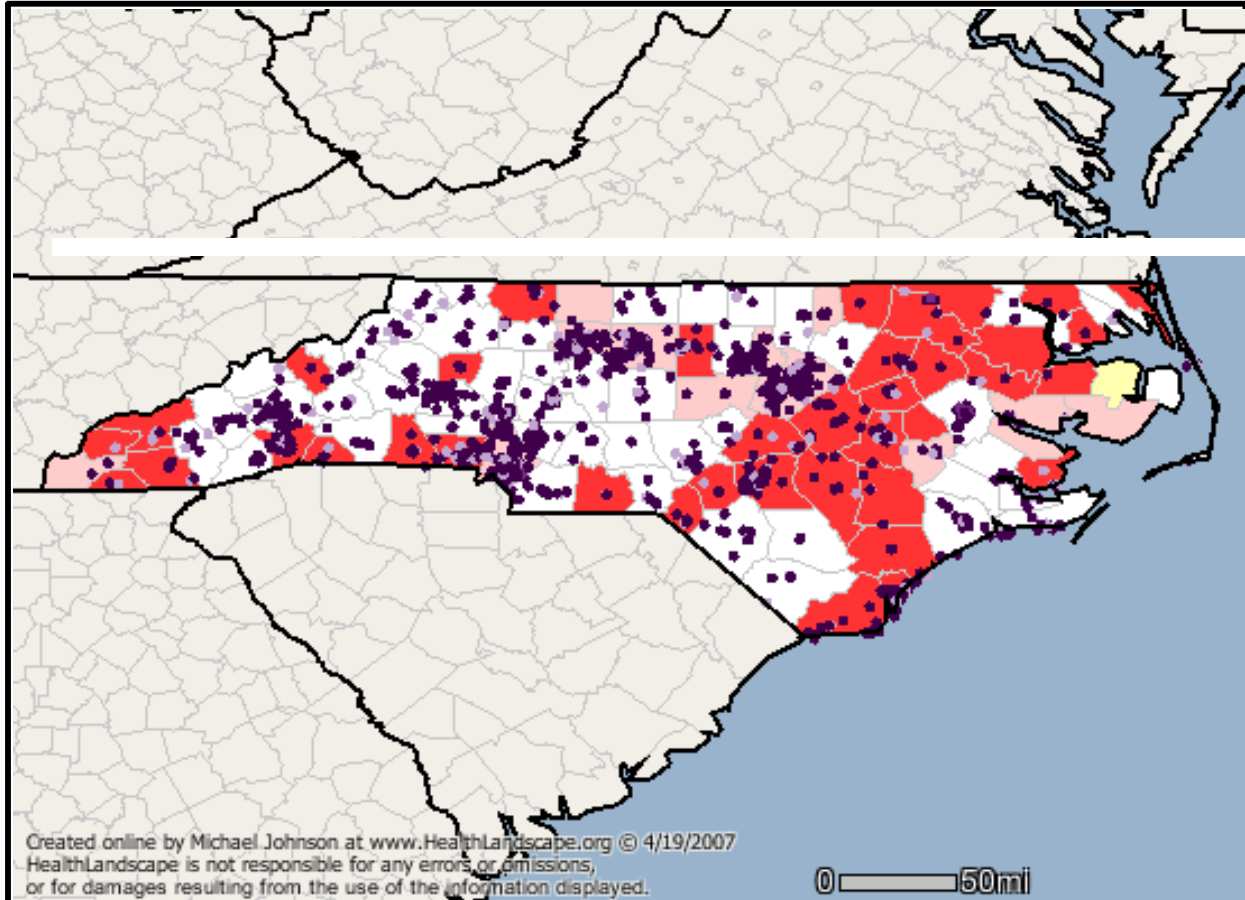 Created online by Michael Johnson at www.HealthLandscape.org © 4/19/2007
HealthLandscape is not responsible for any errors or omissions,
or for damages resulting from the use of the information displayed.
0 50mi